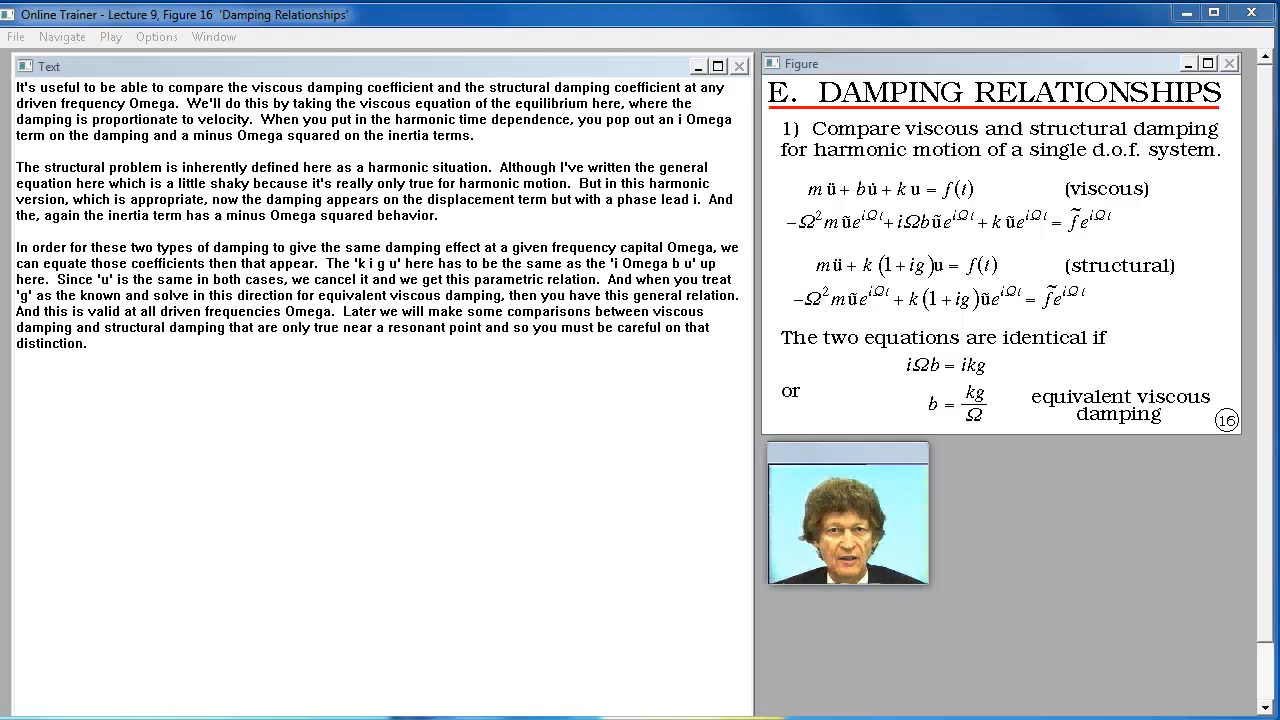 Online Trainer - Lecture 9, Figure 16 'Damping Relationships'
File Navigate Play Options Window
Text
It's useful to be able to compare the viscous damping coefficient and the structural damping coefficient at any
driven frequency Omega. We'll do this by taking the viscous equation of the equilibrium here, where the
damping is proportionate to velocity. When you put in the harmonic time dependence, you pop out an i Omega
term on the damping and a minus Omega squared on the inertia terms.
The structural problem is inherently defined here as a harmonic situation. Although I've written the general
equation here which is a little shaky because it's really only true for harmonic motion. But in this harmonic
version, which is appropriate, now the damping appears on the displacement term but with a phase lead i. And
the, again the inertia term has a minus Omega squared behavior.
In order for these two types of damping to give the same damping effect at a given frequency capital Omega, we
can equate those coefficients then that appear. The 'k i g u' here has to be the same as the 'i Omega b u' up
here. Since 'u' is the same in both cases, we cancel it and we get this parametric relation. And when you treat
'g' as the known and solve in this direction for equivalent viscous damping, then you have this general relation.
And this is valid at all driven frequencies Omega. Later we will make some comparisons between viscous
damping and structural damping that are only true near a resonant point and so you must be careful on that
distinction.
Figure
E. DAMPING RELATIONSHIPS
1) Compare viscous and structural damping
for harmonic motion of a single d.o.f. system.
m ü + b u̇ + k u = f(t) (viscous)
−Ω²m ũe^{iΩt} + iΩb ũe^{iΩt} + k ũe^{iΩt} = f̃ e^{iΩt}
m ü + k (1 + ig) u = f(t) (structural)
−Ω²m ũe^{iΩt} + k (1 + ig) ũe^{iΩt} = f̃e^{iΩt}
The two equations are identical if
iΩb = ikg
or
b = kg/Ω equivalent viscous
damping
16